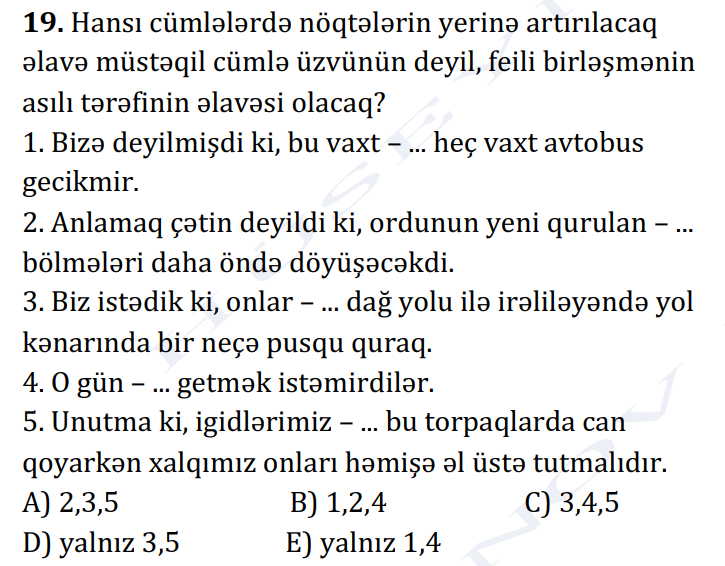 19. Hansı cümlələrdə nöqtələrin yerinə artırılacaq
əlavə müstəqil cümlə üzvünün deyil, feili birləşmənin
asılı tərəfinin əlavəsi olacaq?
1. Bizə deyilmişdi ki, bu vaxt – ... heç vaxt avtobus
gecikmir.
2. Anlamaq çətin deyildi ki, ordunun yeni qurulan – ...
bölmələri daha öndə döyüşəcəkdi.
3. Biz istədik ki, onlar – ... dağ yolu ilə irəliləyəndə yol
kənarında bir neçə pusqu quraq.
4. O gün – ... getmək istəmirdilər.
5. Unutma ki, igidlərimiz – ... bu torpaqlarda can
qoyarkən xalqımız onları həmişə əl üstə tutmalıdır.
A) 2,3,5 B) 1,2,4 C) 3,4,5
D) yalnız 3,5 E) yalnız 1,4